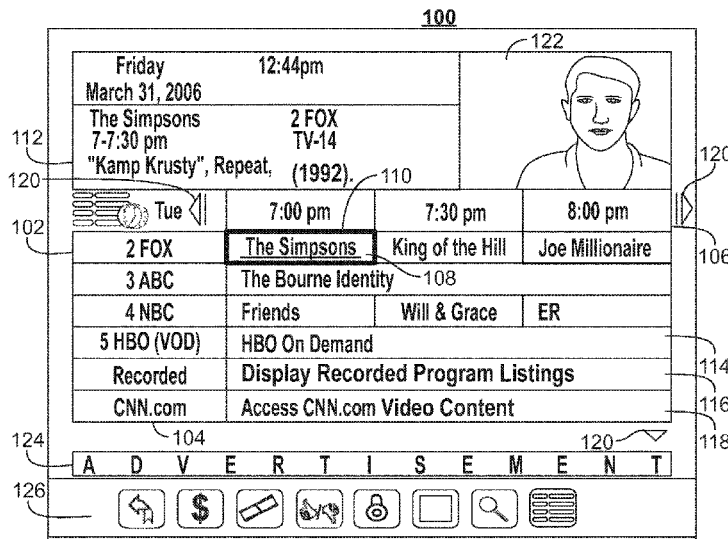 100
122
Friday 12:44pm
March 31, 2006
The Simpsons 2 FOX
7-7:30 pm TV-14
"Kamp Krusty", Repeat, (1992).
112
120
110
120
Tue 7:00 pm 7:30 pm 8:00 pm
102
106
2 FOX The Simpsons King of the Hill Joe Millionaire
108
3 ABC The Bourne Identity
4 NBC Friends Will & Grace ER
5 HBO (VOD) HBO On Demand
114
Recorded Display Recorded Program Listings
116
CNN.com Access CNN.com Video Content
118
104
120
124
A D V E R T I S E M E N T
126
$